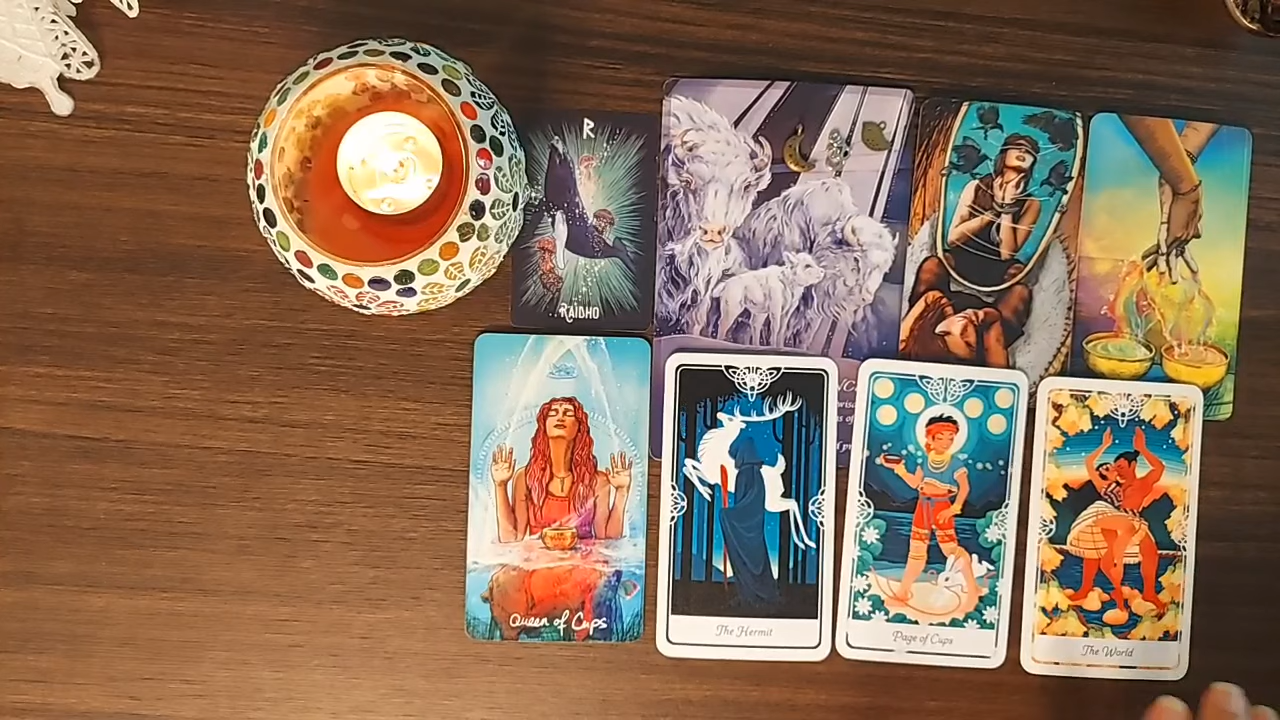 R
RAIDHO
Queen of Cups
The Hermit
Page of Cups
The World